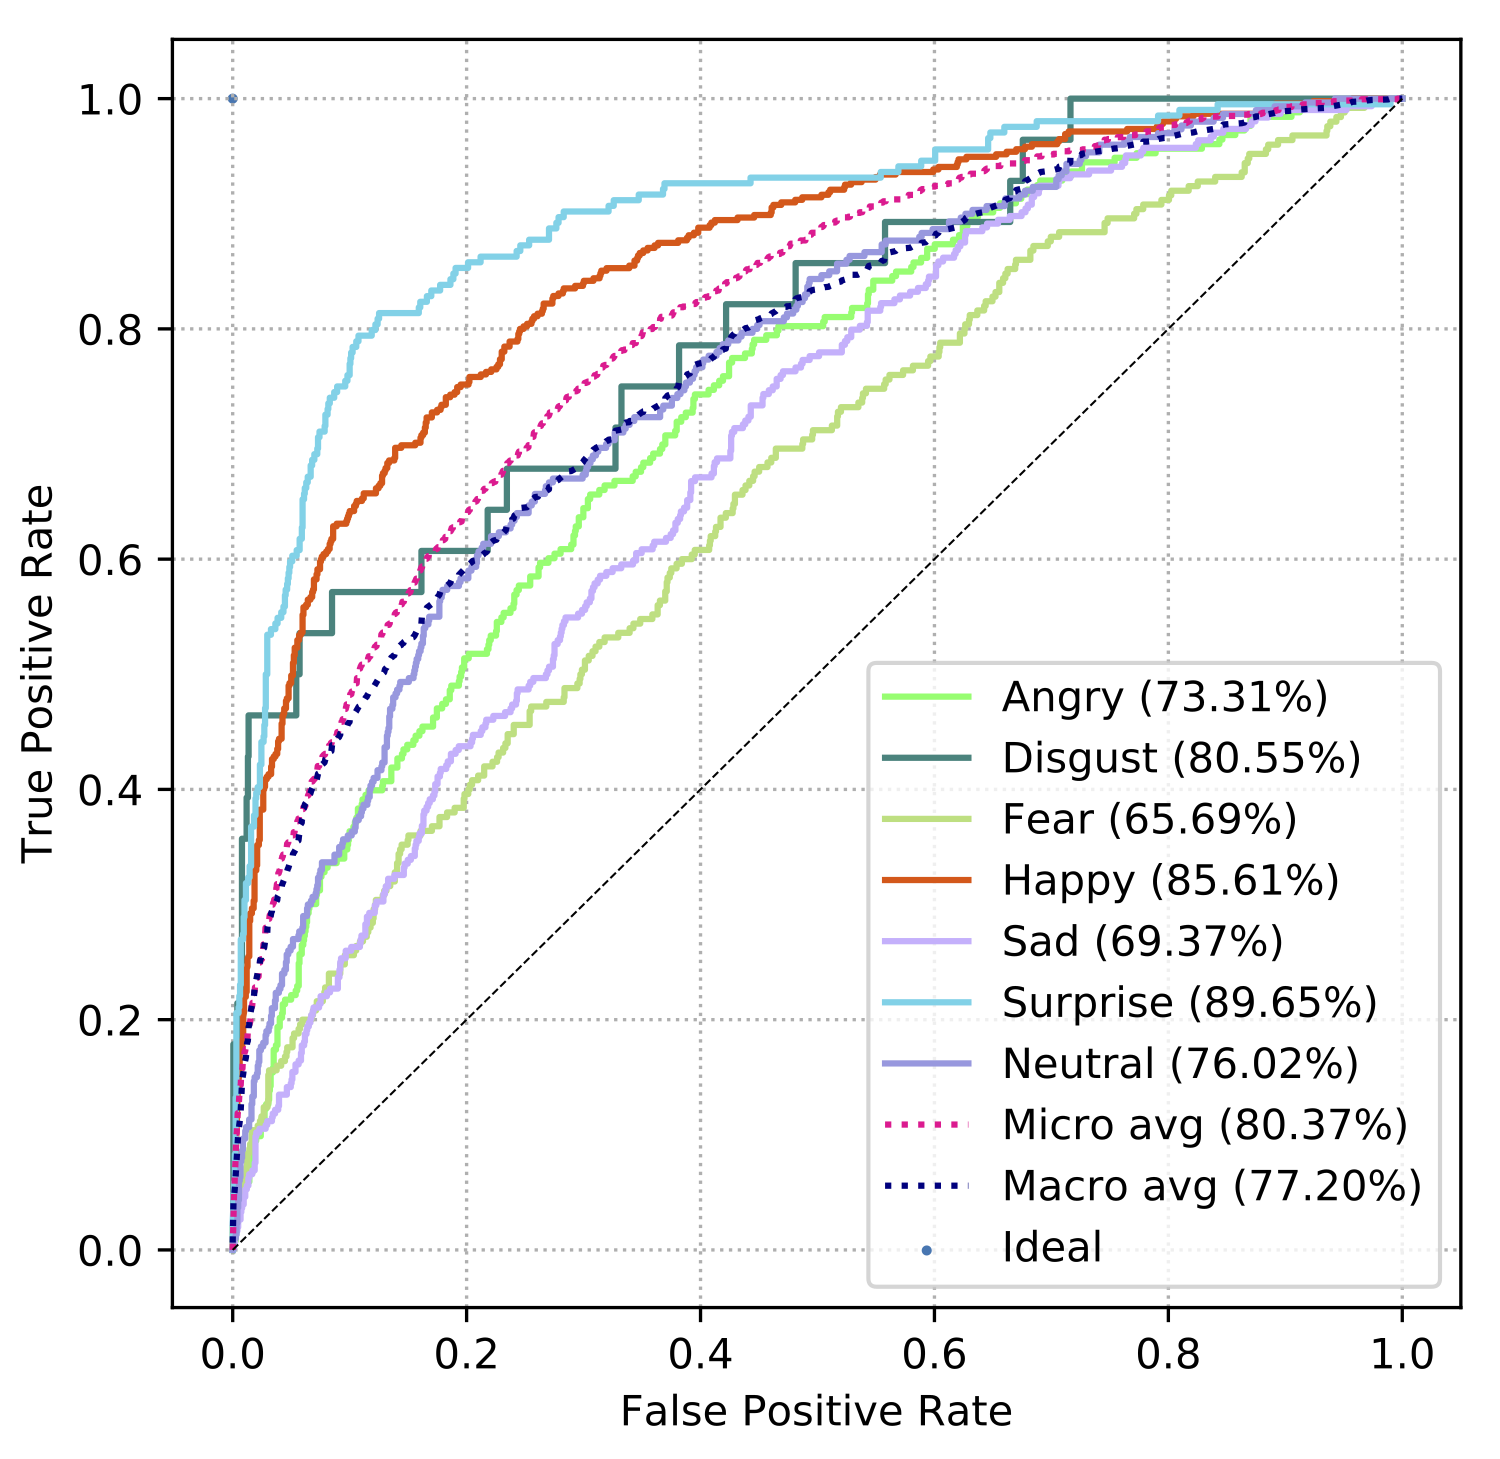 1.0
0.8
0.6
0.4
0.2
0.0
True Positive Rate
Angry (73.31%)
Disgust (80.55%)
Fear (65.69%)
Happy (85.61%)
Sad (69.37%)
Surprise (89.65%)
Neutral (76.02%)
Micro avg (80.37%)
Macro avg (77.20%)
Ideal
0.0 0.2 0.4 0.6 0.8 1.0
False Positive Rate